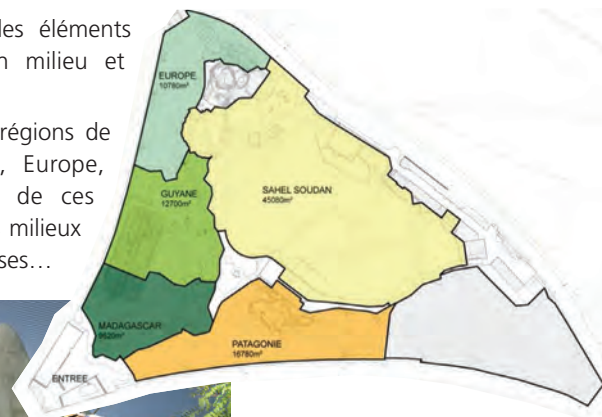 les éléments
n milieu et
régions de
, Europe,
de ces
milieux
ses…
EUROPE
10780m²
GUYANE
12700m²
SAHEL SOUDAN
45080m²
MADAGASCAR
9620m²
PATAGONIE
16780m²
ENTREE